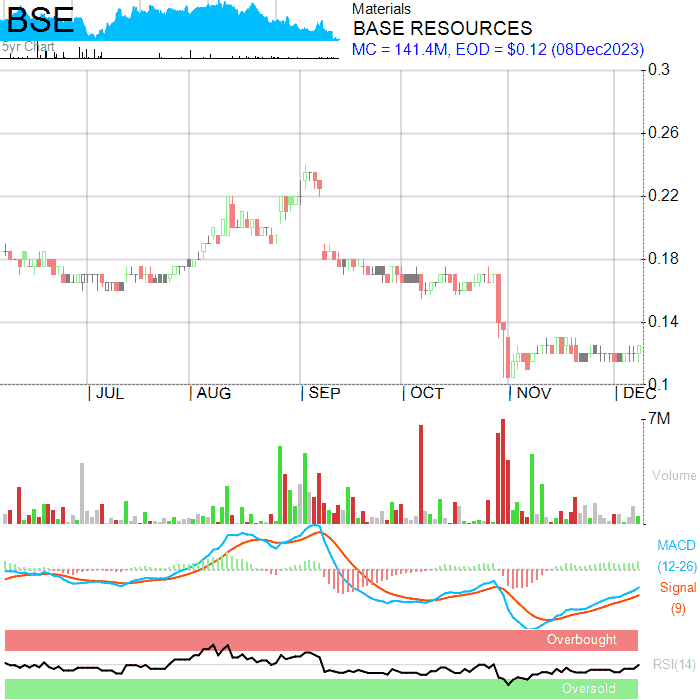 BSE
5yr Chart
Materials
BASE RESOURCES
MC = 141.4M, EOD = $0.12 (08Dec2023)
0.3
0.26
0.22
0.18
0.14
0.1
JUL AUG SEP OCT NOV DEC
7M
Volume
MACD
(12-26)
Signal
(9)
Overbought
RSI(14)
Oversold